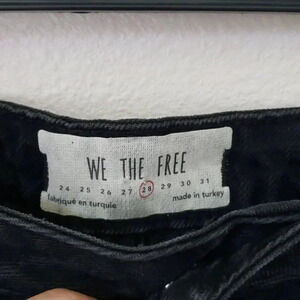 WE THE FREE
24 25 26 27 28 29 30 31
fabriqué en turquie made in turkey